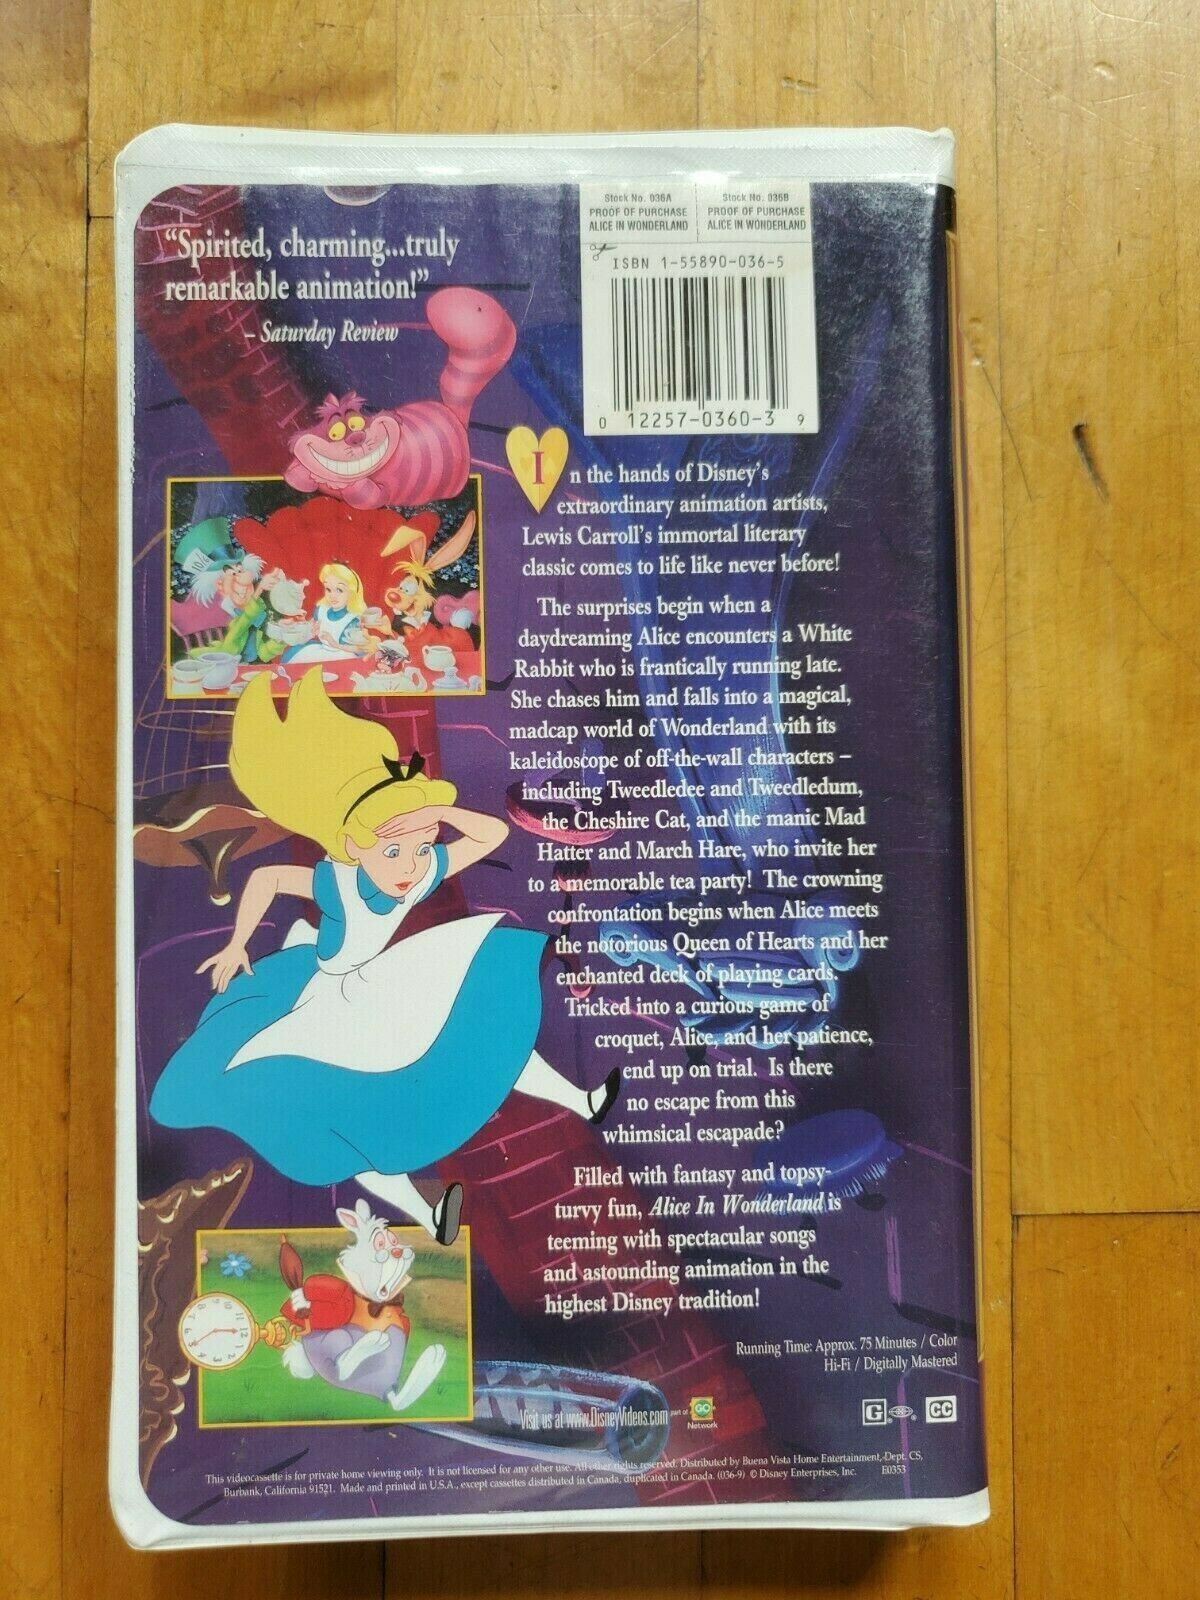 "Spirited, charming...truly
remarkable animation!"
– Saturday Review
Stock No. 036A
PROOF OF PURCHASE
ALICE IN WONDERLAND
Stock No. 036B
PROOF OF PURCHASE
ALICE IN WONDERLAND
ISBN 1-55890-036-5
0 12257-0360-3 9
In the hands of Disney's
extraordinary animation artists,
Lewis Carroll's immortal literary
classic comes to life like never before!
The surprises begin when a
daydreaming Alice encounters a White
Rabbit who is frantically running late.
She chases him and falls into a magical,
madcap world of Wonderland with its
kaleidoscope of off-the-wall characters –
including Tweedledee and Tweedledum,
the Cheshire Cat, and the manic Mad
Hatter and March Hare, who invite her
to a memorable tea party! The crowning
confrontation begins when Alice meets
the notorious Queen of Hearts and her
enchanted deck of playing cards.
Tricked into a curious game of
croquet, Alice, and her patience,
end up on trial. Is there
no escape from this
whimsical escapade?
Filled with fantasy and topsy-
turvy fun, Alice In Wonderland is
teeming with spectacular songs
and astounding animation in the
highest Disney tradition!
Running Time: Approx. 75 Minutes / Color
Hi-Fi / Digitally Mastered
Visit us at www.DisneyVideos.com part of GO Network
G CC
This videocassette is for private home viewing only. It is not licensed for any other use. All other rights reserved. Distributed by Buena Vista Home Entertainment, Dept. CS,
Burbank, California 91521. Made and printed in U.S.A., except cassettes distributed in Canada, duplicated in Canada. (036-9) © Disney Enterprises, Inc. E0353